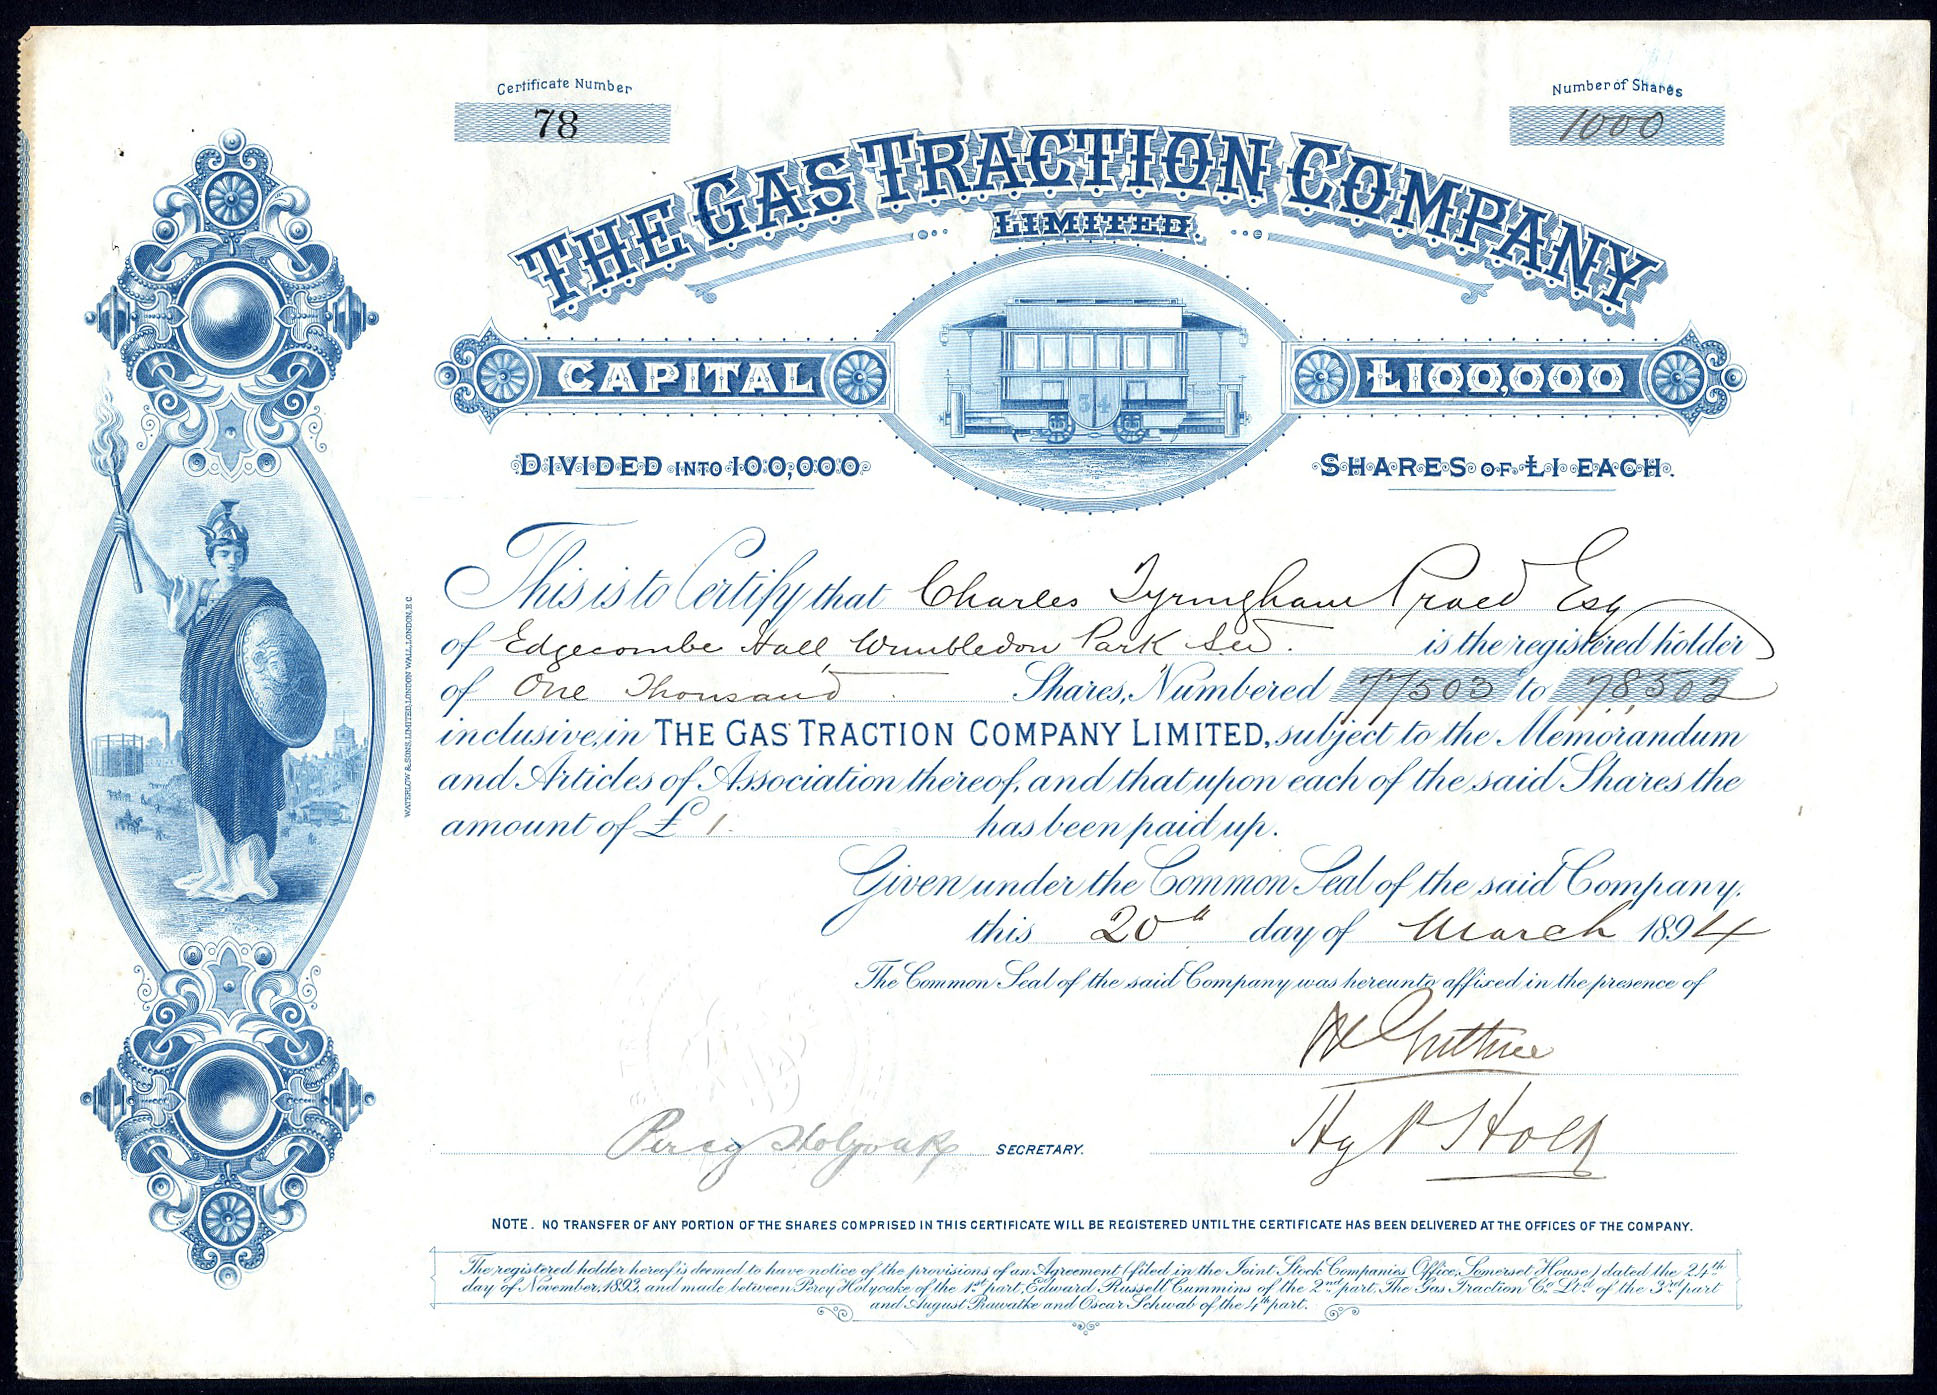 Certificate Number
78
Number of Shares
1000
THE GAS TRACTION COMPANY
LIMITED.
CAPITAL £100,000
34
DIVIDED INTO 100,000 SHARES OF £1 EACH.
This is to Certify that Charles Tyringham Praed Esq
of Edgecombe Hall Wimbledon Park is the registered holder
of One Thousand Shares, Numbered 77503 to 78,502
inclusive, in THE GAS TRACTION COMPANY LIMITED, subject to the Memorandum
and Articles of Association thereof, and that upon each of the said Shares the
amount of £ 1. has been paid up.
Given under the Common Seal of the said Company,
this 20th day of March 1894
The Common Seal of the said Company was hereunto affixed in the presence of
Percy Holyoake SECRETARY.
NOTE. NO TRANSFER OF ANY PORTION OF THE SHARES COMPRISED IN THIS CERTIFICATE WILL BE REGISTERED UNTIL THE CERTIFICATE HAS BEEN DELIVERED AT THE OFFICES OF THE COMPANY.
The registered holder hereof is deemed to have notice of the provisions of an Agreement (filed in the Joint Stock Companies Office, Somerset House) dated the 24th
day of November, 1893, and made between Percy Holyoake of the 1st part, Edward Russell Cummins of the 2nd part, The Gas Traction Co. Ltd. of the 3rd part
and August Prawatke and Oscar Schwab of the 4th part.
WATERLOW & SONS, LIMITED, LONDON WALL, LONDON, E.C.